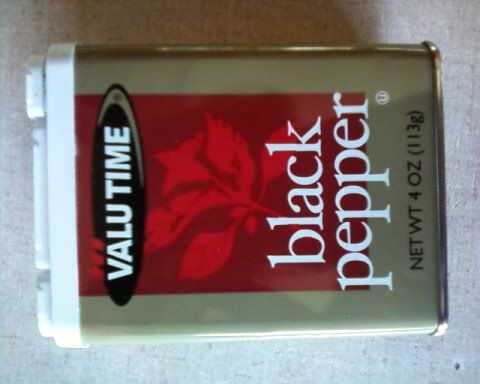 VALU TIME®
black
pepper®
NET WT 4 OZ (113g)